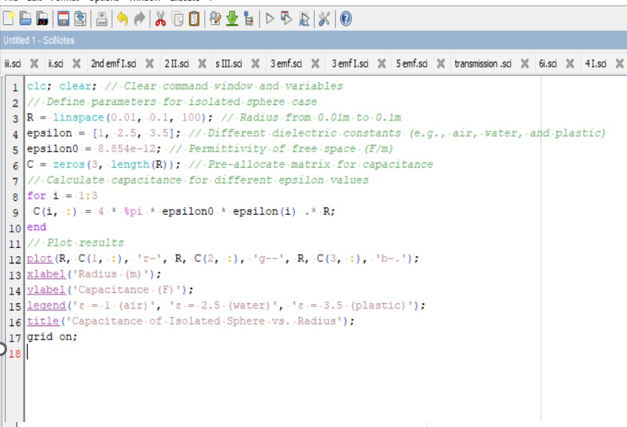 Untitled 1 - SciNotes
iii.sci ii.sci 2nd emf I.sci 2 II.sci s III.sci 3 emf.sci 3 emf I.sci 5 emf.sci transmission .sci 6i.sci 4 I.sci
1 clc; clear; // Clear command window and variables
2 // Define parameters for isolated sphere case
3 R = linspace(0.01, 0.1, 100); // Radius from 0.01m to 0.1m
4 epsilon = [1, 2.5, 3.5]; // Different dielectric constants (e.g., air, water, and plastic)
5 epsilon0 = 8.854e-12; // Permittivity of free space (F/m)
6 C = zeros(3, length(R)); // Pre-allocate matrix for capacitance
7 // Calculate capacitance for different epsilon values
8 for i = 1:3
9 C(i, :) = 4 * %pi * epsilon0 * epsilon(i) .* R;
10 end
11 // Plot results
12 plot(R, C(1, :), 'r-', R, C(2, :), 'g--', R, C(3, :), 'b-.');
13 xlabel('Radius (m)');
14 ylabel('Capacitance (F)');
15 legend('ε = 1 (air)', 'ε = 2.5 (water)', 'ε = 3.5 (plastic)');
16 title('Capacitance of Isolated Sphere vs. Radius');
17 grid on;
18